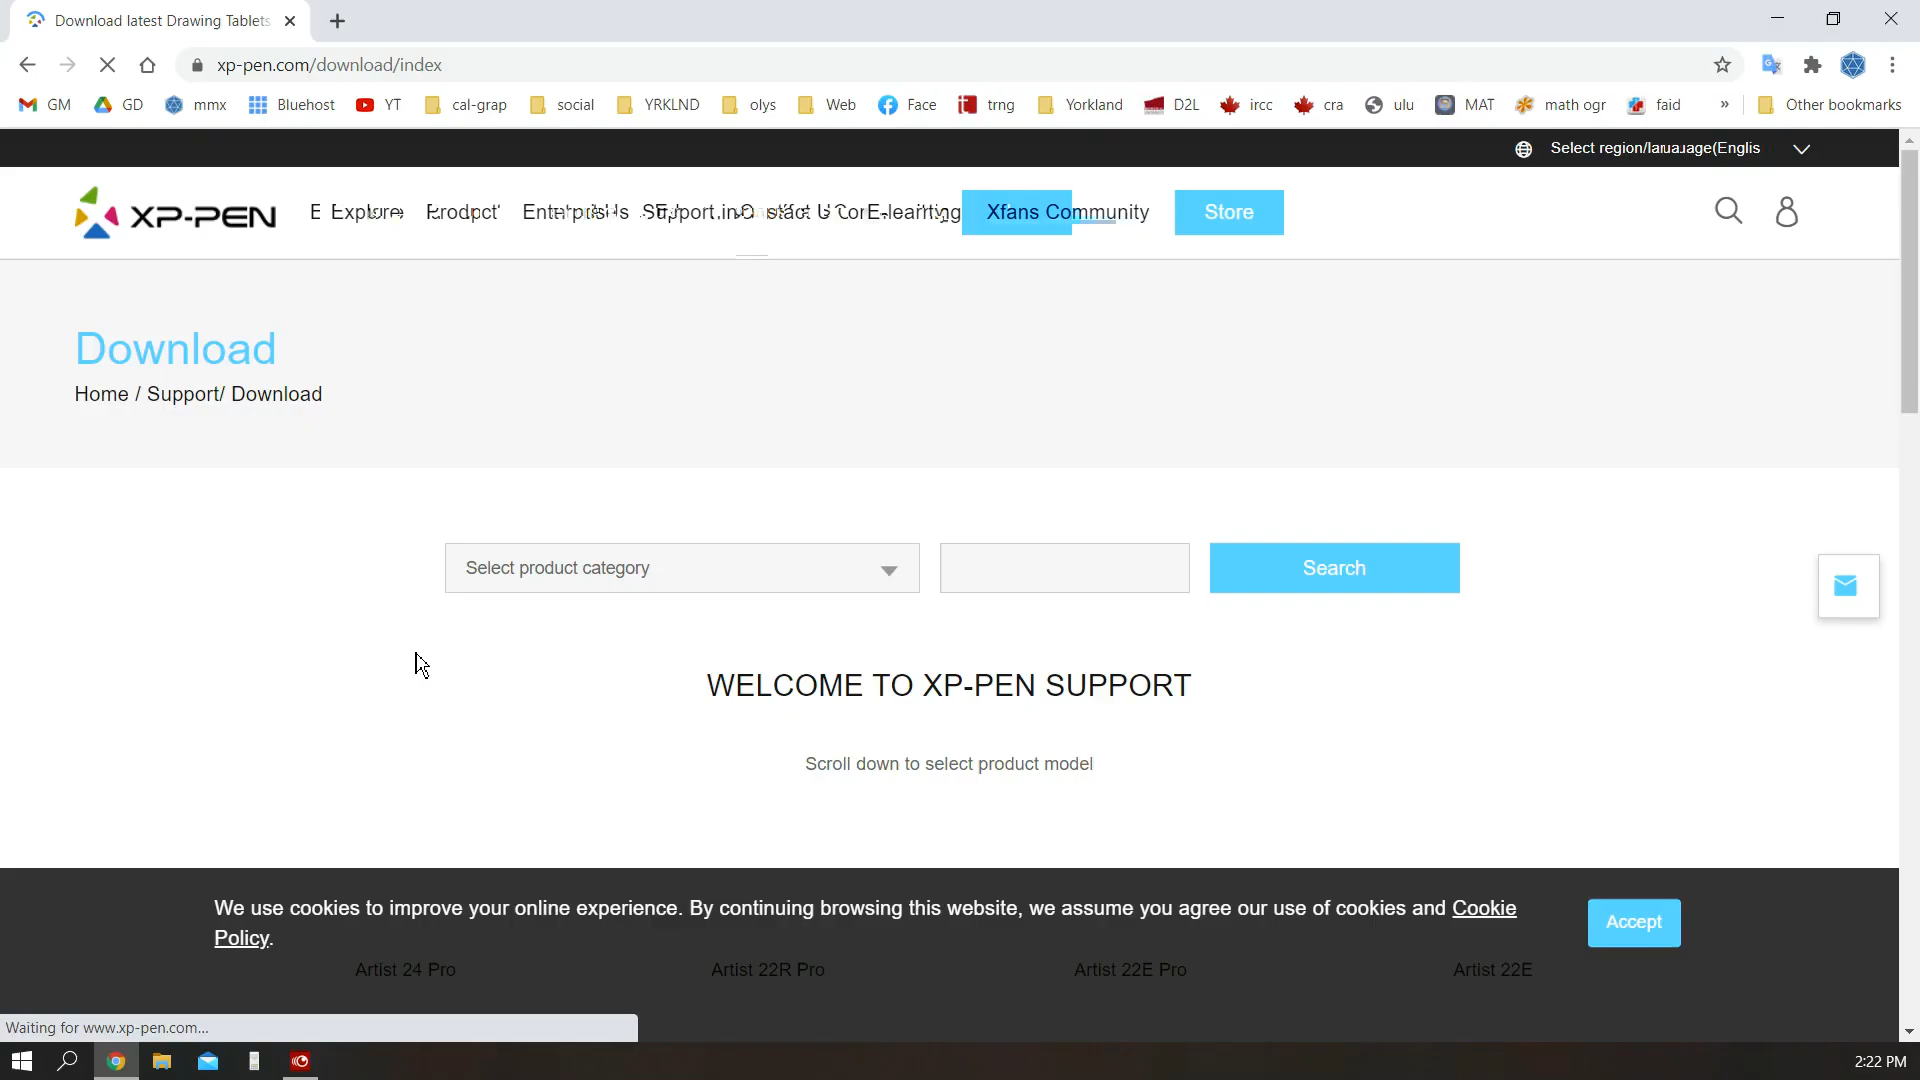 Download latest Drawing Tablets
xp-pen.com/download/index
GM GD mmx Bluehost YT cal-grap social YRKLND olys Web Face trng Yorkland D2L ircc cra ulu MAT math ogr faid » Other bookmarks
Select region/
XP-PEN Explore Product Support Xfans Community Store
Download
Home / Support/ Download
Select product category Search
WELCOME TO XP-PEN SUPPORT
Scroll down to select product model
We use cookies to improve your online experience. By continuing browsing this website, we assume you agree our use of cookies and Cookie
Policy.
Accept
Artist 24 Pro Artist 22R Pro Artist 22E Pro Artist 22E
Waiting for www.xp-pen.com...
2:22 PM